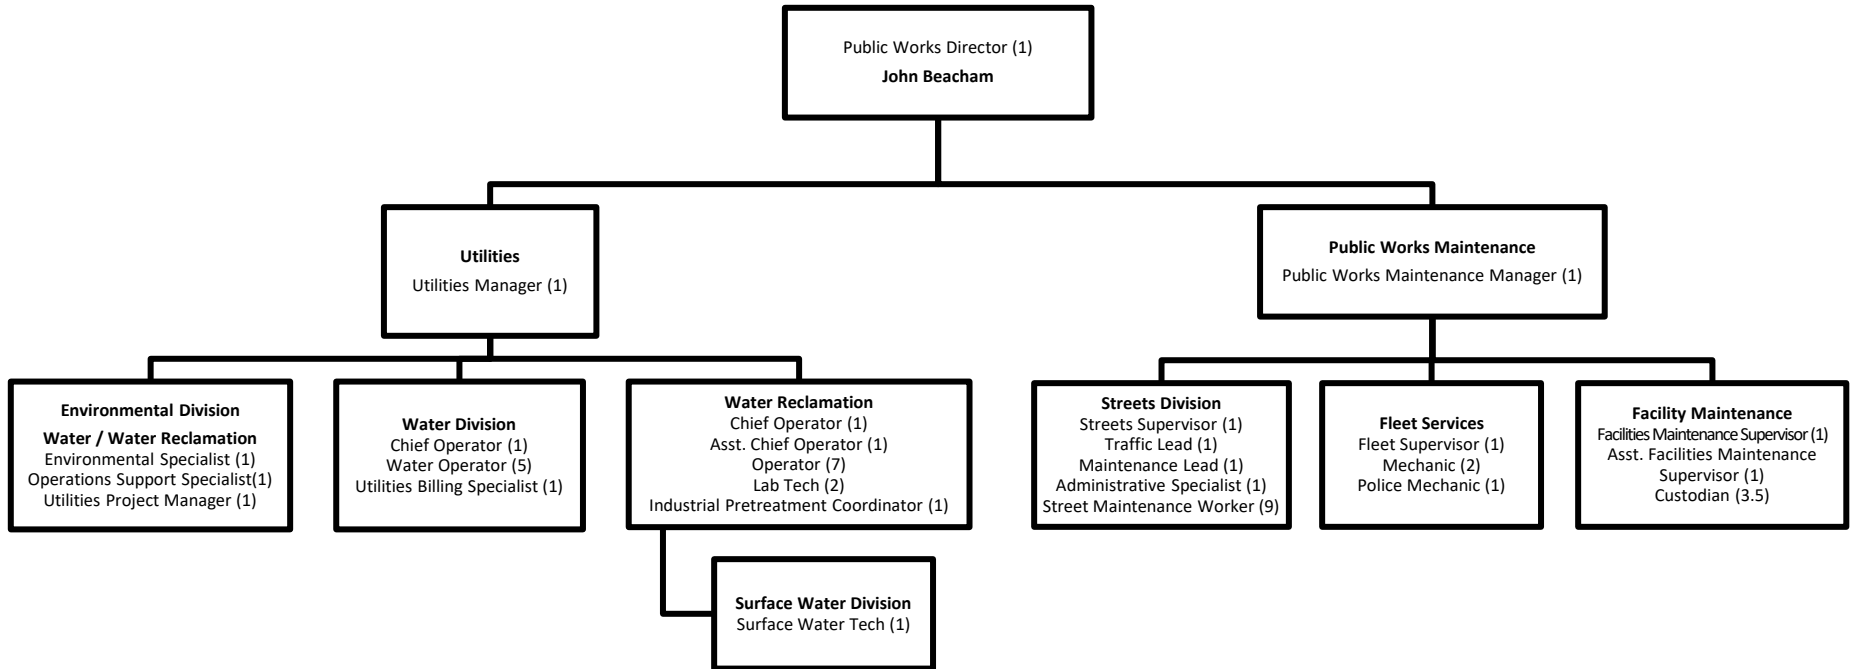 Public Works Director (1)
John Beacham
Utilities
Utilities Manager (1)
Public Works Maintenance
Public Works Maintenance Manager (1)
Environmental Division
Water / Water Reclamation
Environmental Specialist (1)
Operations Support Specialist(1)
Utilities Project Manager (1)
Water Division
Chief Operator (1)
Water Operator (5)
Utilities Billing Specialist (1)
Water Reclamation
Chief Operator (1)
Asst. Chief Operator (1)
Operator (7)
Lab Tech (2)
Industrial Pretreatment Coordinator (1)
Surface Water Division
Surface Water Tech (1)
Streets Division
Streets Supervisor (1)
Traffic Lead (1)
Maintenance Lead (1)
Administrative Specialist (1)
Street Maintenance Worker (9)
Fleet Services
Fleet Supervisor (1)
Mechanic (2)
Police Mechanic (1)
Facility Maintenance
Facilities Maintenance Supervisor (1)
Asst. Facilities Maintenance
Supervisor (1)
Custodian (3.5)